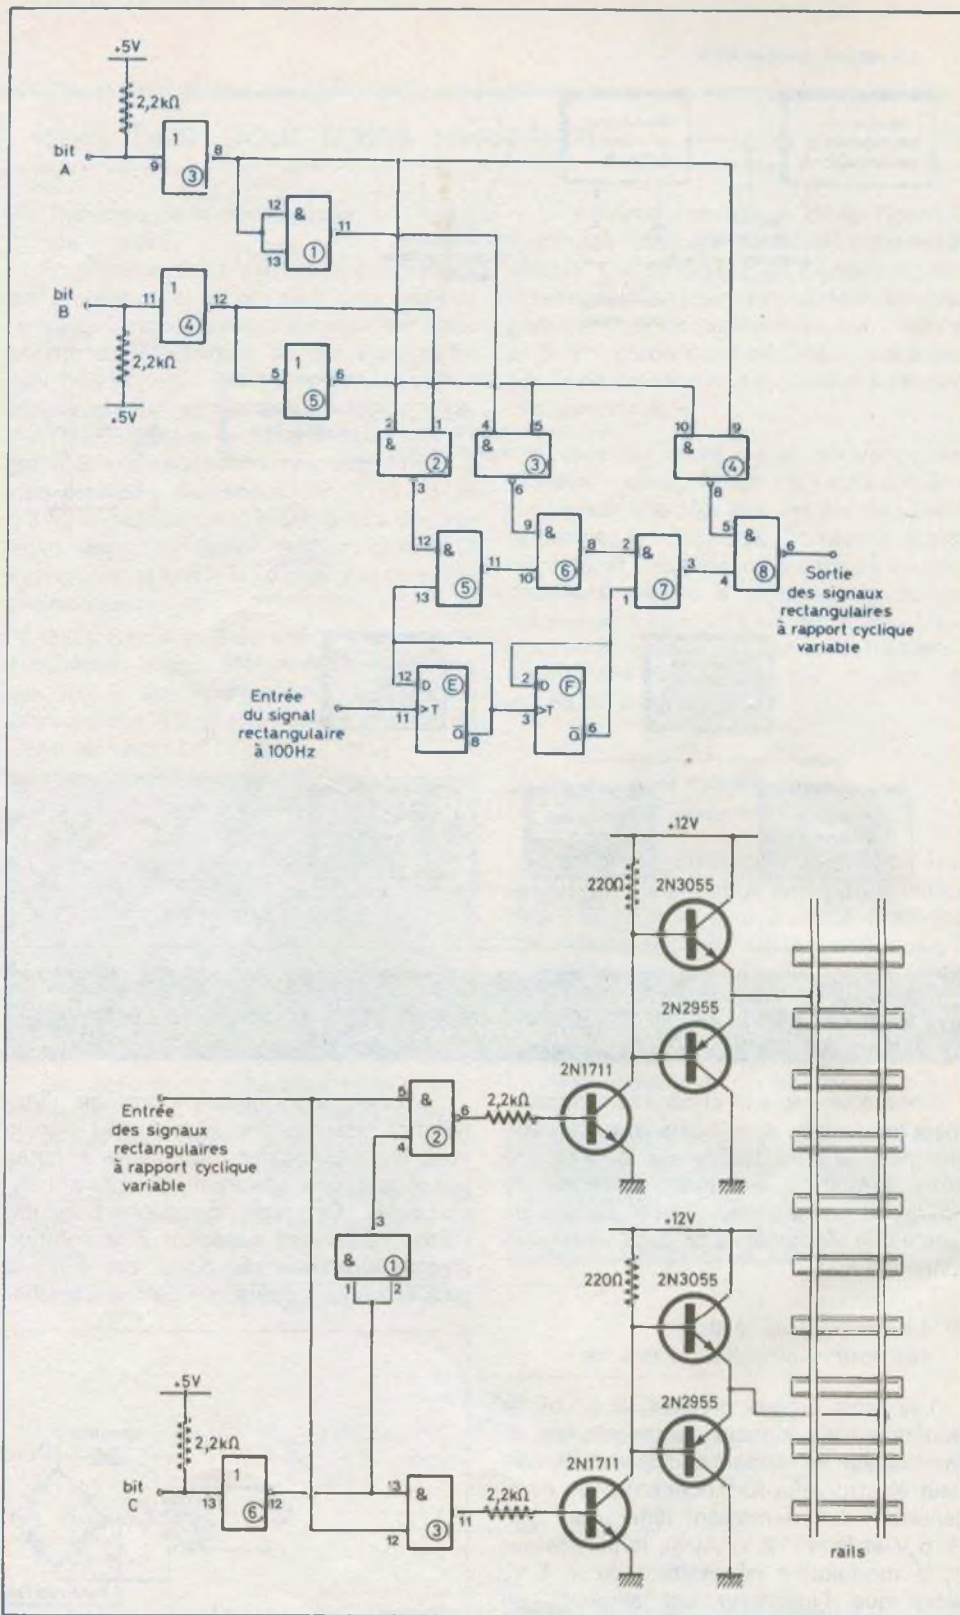 +5V
2,2kΩ
bit
A
9
1
③
8
12
&
13
①
11
bit
B
11
1
④
12
2,2kΩ
+5V
5
1
⑤
6
2
1
&
②
3
4
5
&
③
6
10
9
&
④
8
12
&
13
⑤
11
9
&
10
⑥
8
2
&
1
⑦
3
5
&
4
⑧
6
Sortie
des signaux
rectangulaires
à rapport cyclique
variable
Entrée
du signal
rectangulaire
à 100Hz
12
D
Ⓔ
11
>T
Q̄
8
2
D
Ⓕ
3
>T
Q̄
6
+12V
220Ω
2N3055
2N2955
2N1711
2,2kΩ
Entrée
des signaux
rectangulaires
à rapport cyclique
variable
5
&
4
②
6
3
&
①
1
2
+12V
220Ω
2N3055
2N2955
2N1711
2,2kΩ
+5V
2,2kΩ
bit
C
13
1
⑥
12
13
&
12
③
11
rails